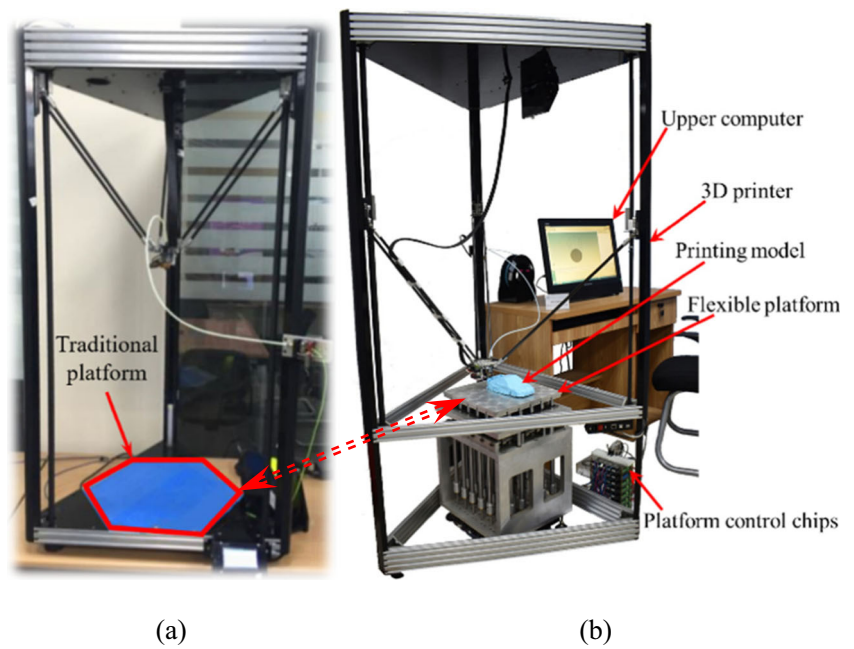 Upper computer
3D printer
Printing model
Flexible platform
Traditional
platform
Platform control chips
(a)
(b)